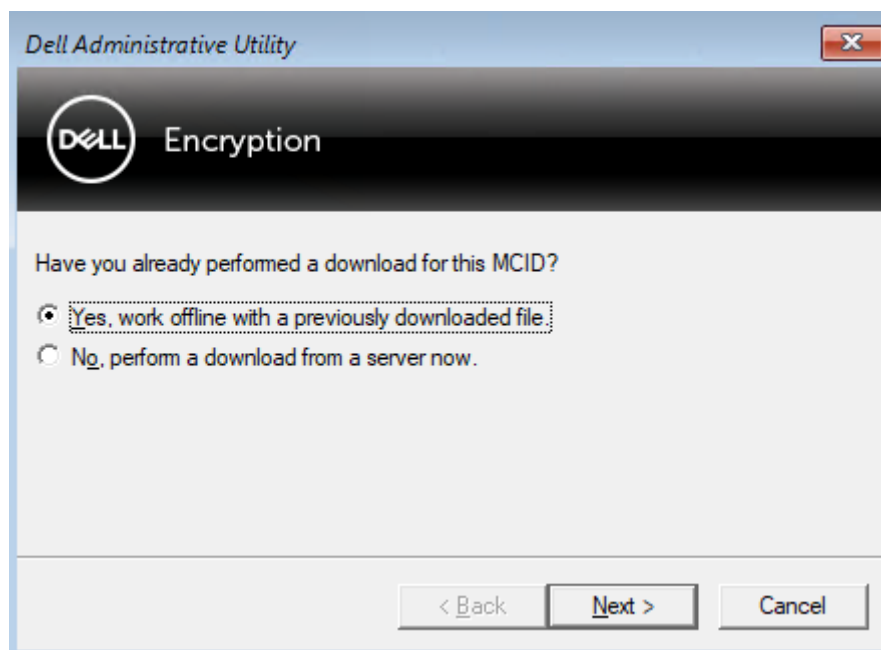 Dell Administrative Utility
DELL Encryption
Have you already performed a download for this MCID?
Yes, work offline with a previously downloaded file.
No, perform a download from a server now.
< Back Next > Cancel